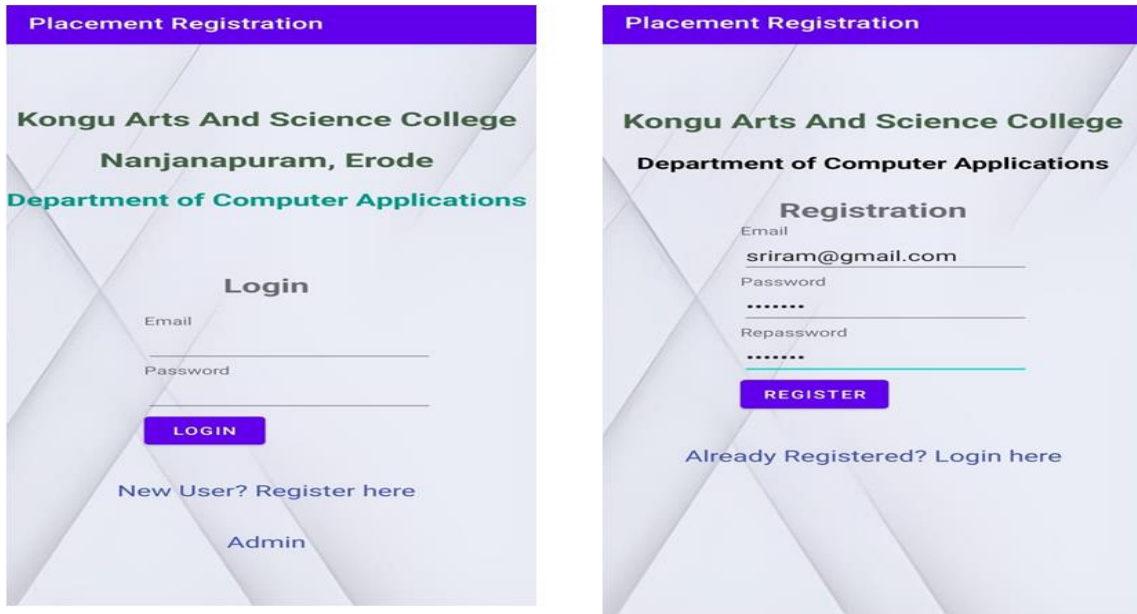 Placement Registration
Kongu Arts And Science College
Nanjanapuram, Erode
Department of Computer Applications
Login
Email
Password
LOGIN
New User? Register here
Admin
Placement Registration
Kongu Arts And Science College
Department of Computer Applications
Registration
Email
sriram@gmail.com
Password
•••••••
Repassword
•••••••
REGISTER
Already Registered? Login here